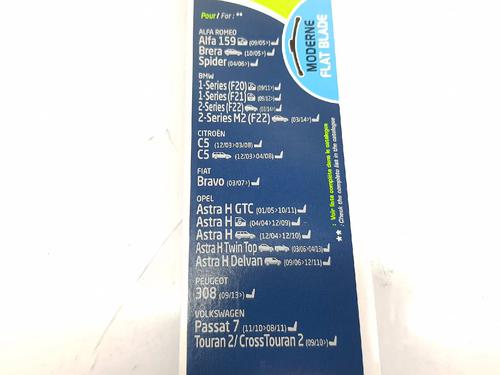 Pour / For : **
MODERNE
FLAT BLADE
ALFA ROMEO
Alfa 159 (09/05>)
Brera (10/05>)
Spider (04/06>)
BMW
1-Series (F20) (09/11>)
1-Series (F21) (09/12>)
2-Series (F22) (03/14>)
2-Series M2 (F22) (03/14>)
CITROËN
C5 (12/03>03/08)
C5 (12/03>04/08)
FIAT
Bravo (03/07>)
OPEL
Astra H GTC (01/05>10/11)
Astra H (04/04>12/09)
Astra H (12/04>12/10)
Astra H Twin Top (03/06>04/13)
Astra H Delvan (09/06>12/11)
PEUGEOT
308 (09/13>)
VOLKSWAGEN
Passat 7 (11/10>08/11)
Touran 2/ CrossTouran 2 (09/10>)
: Voir liste complète dans le catalogue
** : Check the complete list in the catalogue